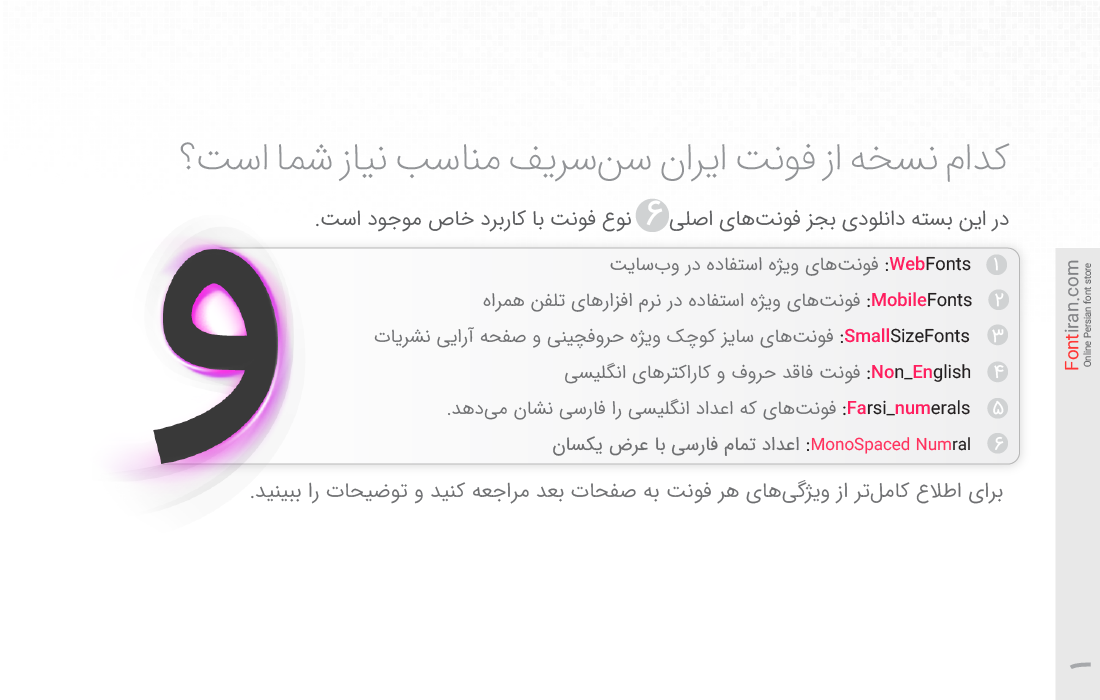 کدام نسخه از فونت ایران سن‌سریف مناسب نیاز شما است؟
در این بسته دانلودی بجز فونت‌های اصلی ۶ نوع فونت با کاربرد خاص موجود است.
۱ WebFonts: فونت‌های ویژه استفاده در وب‌سایت
۲ MobileFonts: فونت‌های ویژه استفاده در نرم افزارهای تلفن همراه
۳ SmallSizeFonts: فونت‌های سایز کوچک ویژه حروفچینی و صفحه آرایی نشریات
۴ Non_English: فونت فاقد حروف و کاراکترهای انگلیسی
۵ Farsi_numerals: فونت‌های که اعداد انگلیسی را فارسی نشان می‌دهد.
۶ MonoSpaced Numral: اعداد تمام فارسی با عرض یکسان
برای اطلاع کامل‌تر از ویژگی‌های هر فونت به صفحات بعد مراجعه کنید و توضیحات را ببینید.
و
Fontiran.com
Online Persian font store
۱